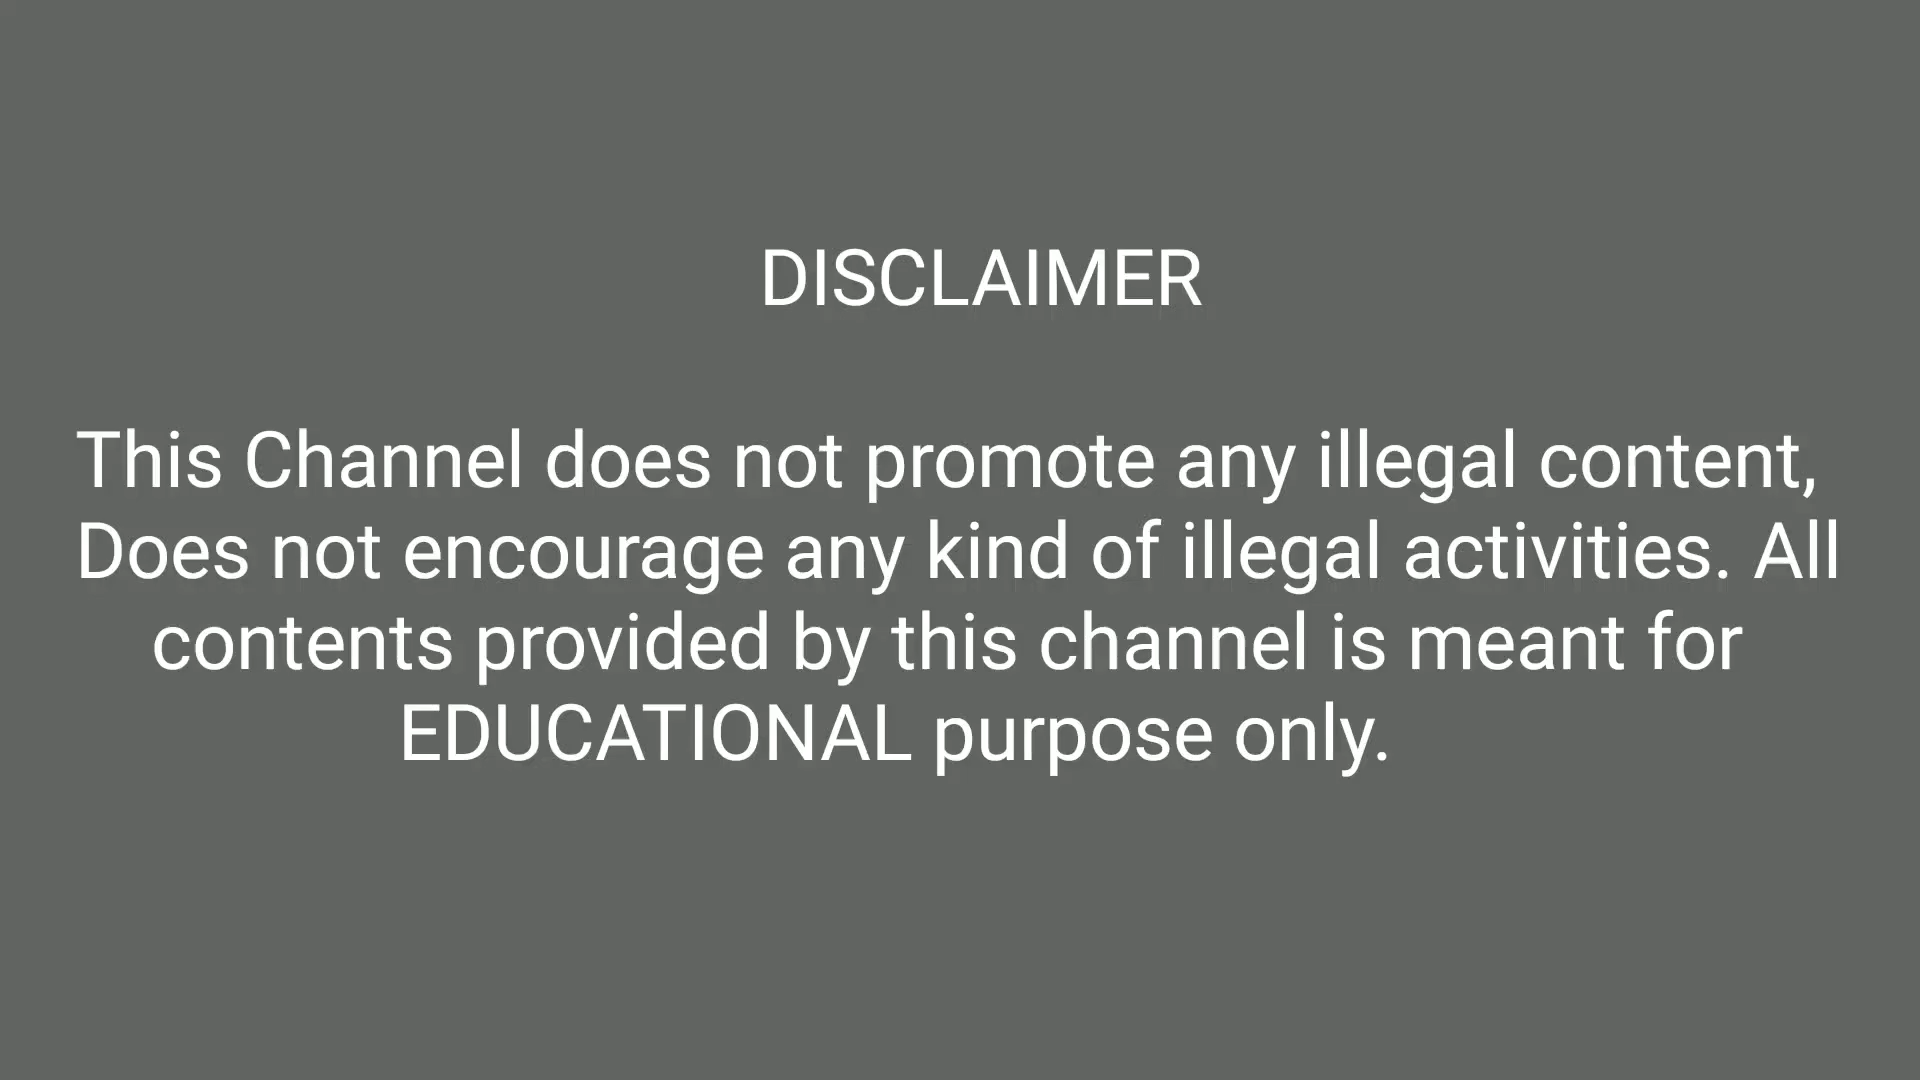 DISCLAIMER
This Channel does not promote any illegal content,
Does not encourage any kind of illegal activities. All
contents provided by this channel is meant for
EDUCATIONAL purpose only.